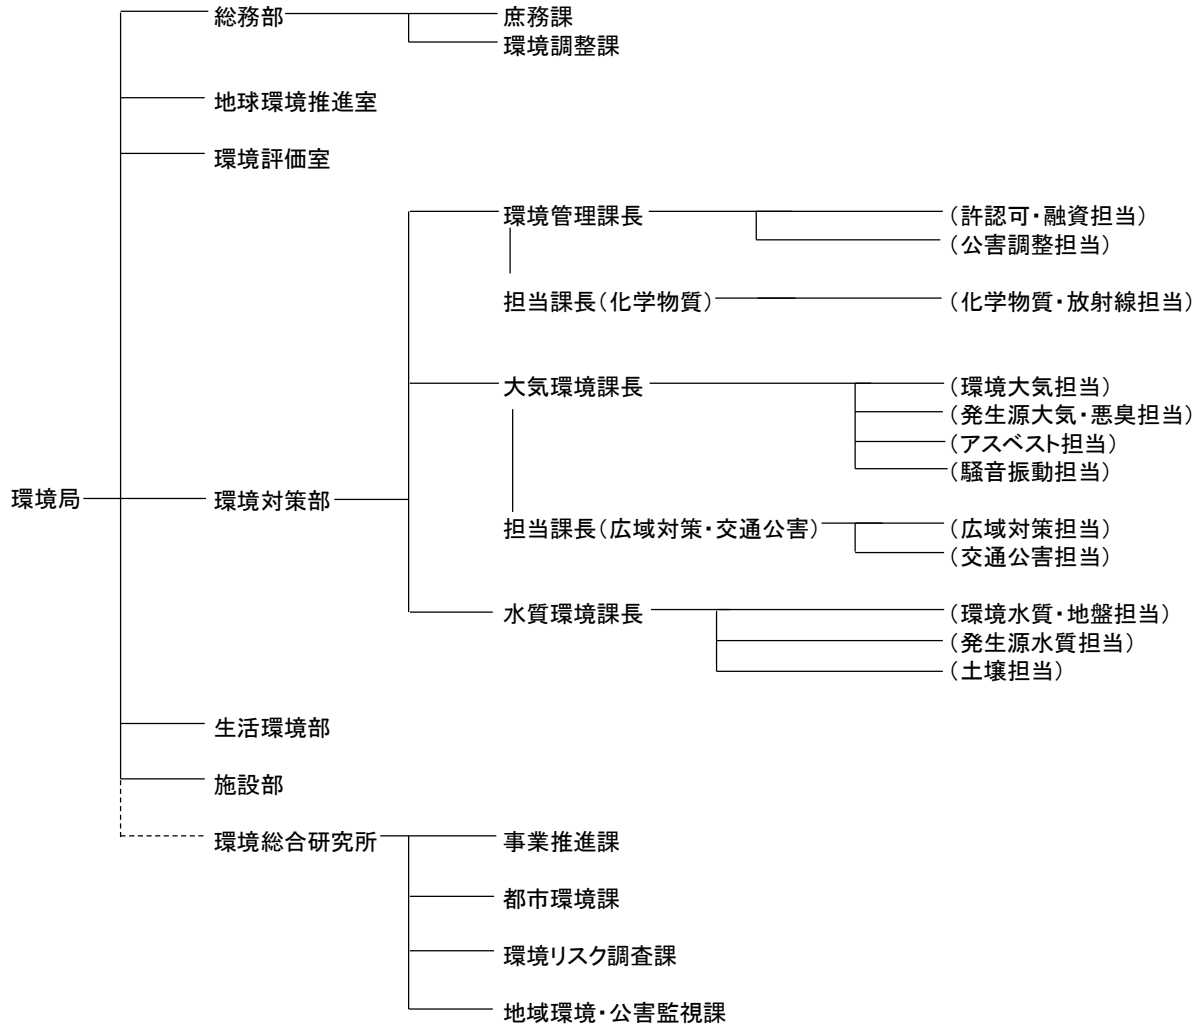 総務部
庶務課
環境調整課
地球環境推進室
環境評価室
環境管理課長
(許認可・融資担当)
(公害調整担当)
担当課長(化学物質)
(化学物質・放射線担当)
大気環境課長
(環境大気担当)
(発生源大気・悪臭担当)
(アスベスト担当)
(騒音振動担当)
環境局
環境対策部
担当課長(広域対策・交通公害)
(広域対策担当)
(交通公害担当)
水質環境課長
(環境水質・地盤担当)
(発生源水質担当)
(土壌担当)
生活環境部
施設部
環境総合研究所
事業推進課
都市環境課
環境リスク調査課
地域環境・公害監視課